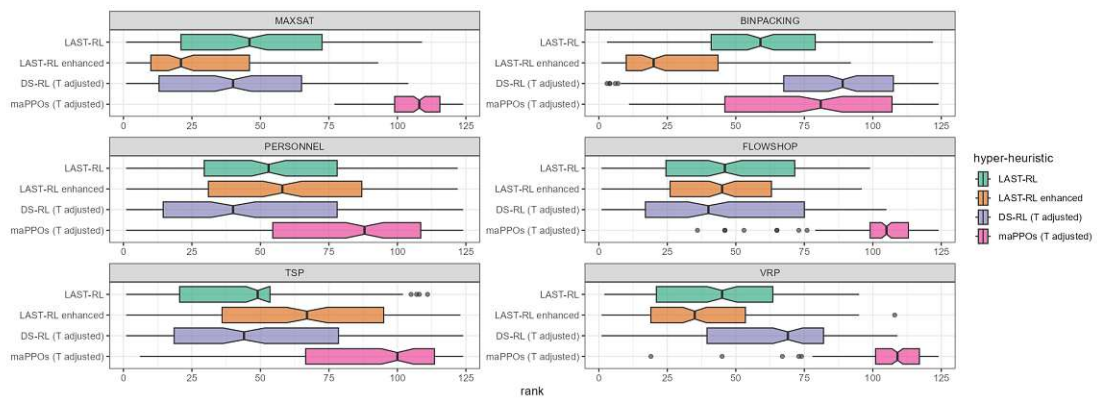 MAXSAT
BINPACKING
LAST-RL
LAST-RL enhanced
DS-RL (T adjusted)
maPPOs (T adjusted)
0 25 50 75 100 125
LAST-RL
LAST-RL enhanced
DS-RL (T adjusted)
maPPOs (T adjusted)
0 25 50 75 100 125
PERSONNEL
FLOWSHOP
LAST-RL
LAST-RL enhanced
DS-RL (T adjusted)
maPPOs (T adjusted)
0 25 50 75 100 125
LAST-RL
LAST-RL enhanced
DS-RL (T adjusted)
maPPOs (T adjusted)
0 25 50 75 100 125
TSP
VRP
LAST-RL
LAST-RL enhanced
DS-RL (T adjusted)
maPPOs (T adjusted)
0 25 50 75 100 125
LAST-RL
LAST-RL enhanced
DS-RL (T adjusted)
maPPOs (T adjusted)
0 25 50 75 100 125
rank
hyper-heuristic
LAST-RL
LAST-RL enhanced
DS-RL (T adjusted)
maPPOs (T adjusted)